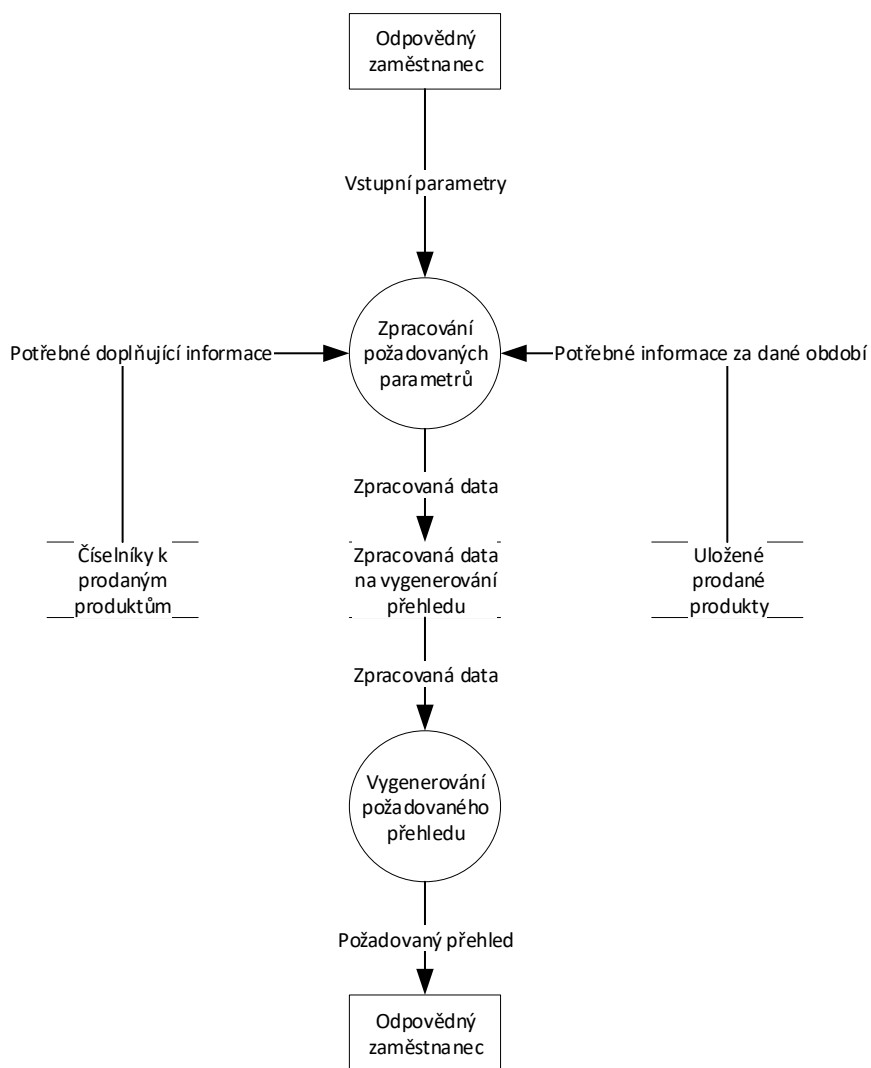 Odpovědný
zaměstnanec
Vstupní parametry
Zpracování
požadovaných
parametrů
Potřebné doplňující informace
Potřebné informace za dané období
Zpracovaná data
Číselníky k
prodaným
produktům
Zpracovaná data
na vygenerování
přehledu
Uložené
prodané
produkty
Zpracovaná data
Vygenerování
požadovaného
přehledu
Požadovaný přehled
Odpovědný
zaměstnanec